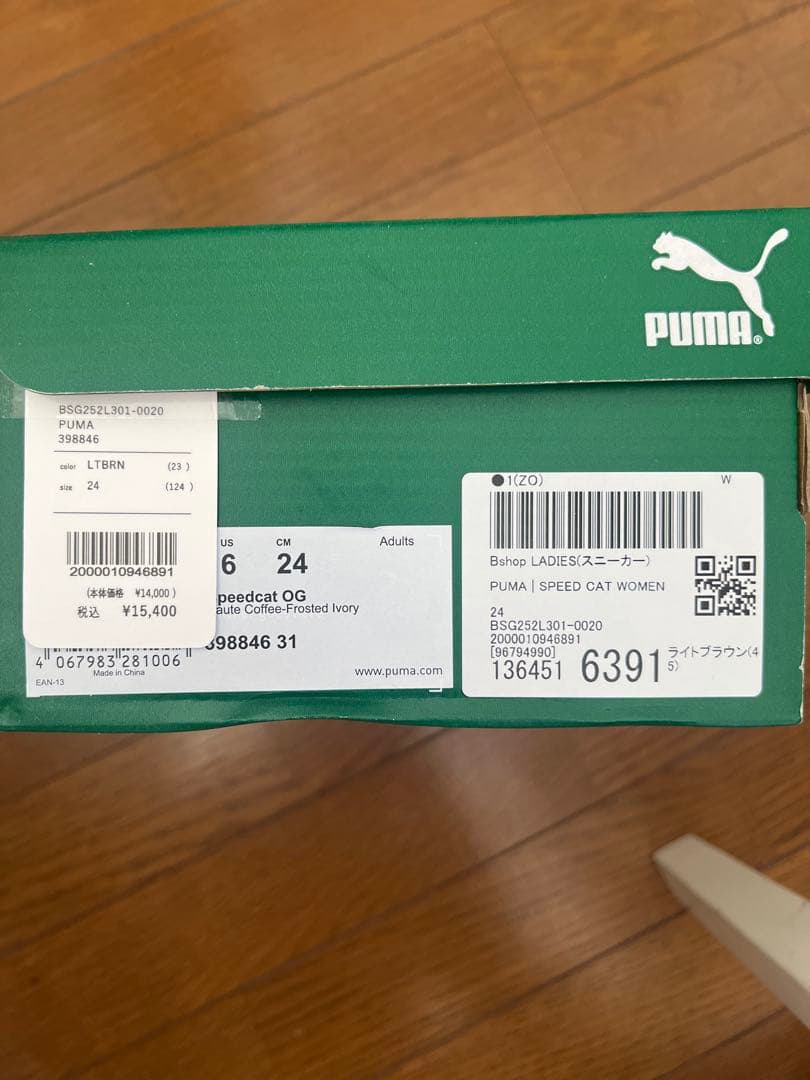 PUMA®
BSG252L301-0020
PUMA
398846
color LTBRN (23)
size 24 (124)
2000010946891
(本体価格 ¥14,000)
税込 ¥15,400
US CM Adults
6 24
peedcat OG
aute Coffee-Frosted Ivory
398846 31
4 067983 281006
Made in China
EAN-13
www.puma.com
●1(ZO) W
Bshop LADIES(スニーカー)
PUMA | SPEED CAT WOMEN
24
BSG252L301-0020
2000010946891
[96794990]
136451 6391 ライトブラウン(4
5)